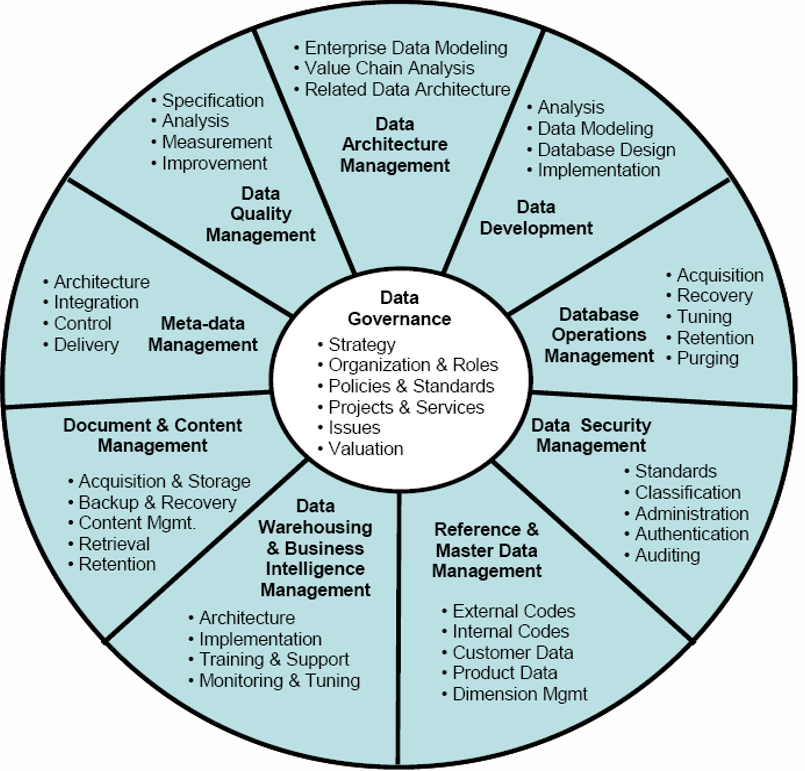 • Enterprise Data Modeling
• Value Chain Analysis
• Related Data Architecture
Data
Architecture
Management
• Analysis
• Data Modeling
• Database Design
• Implementation
Data
Development
• Acquisition
• Recovery
• Tuning
• Retention
• Purging
Database
Operations
Management
Data Security
Management
• Standards
• Classification
• Administration
• Authentication
• Auditing
Reference &
Master Data
Management
• External Codes
• Internal Codes
• Customer Data
• Product Data
• Dimension Mgmt
Data
Warehousing
& Business
Intelligence
Management
• Architecture
• Implementation
• Training & Support
• Monitoring & Tuning
Document & Content
Management
• Acquisition & Storage
• Backup & Recovery
• Content Mgmt.
• Retrieval
• Retention
• Architecture
• Integration
• Control
• Delivery
Meta-data
Management
• Specification
• Analysis
• Measurement
• Improvement
Data
Quality
Management
Data
Governance
• Strategy
• Organization & Roles
• Policies & Standards
• Projects & Services
• Issues
• Valuation